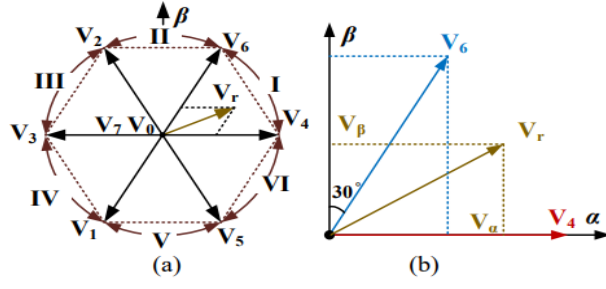 β
V2
II
V6
III
I
Vr
V3
V7 V0
V4
IV
VI
V1
V
V5
(a)
β
V6
Vβ
Vr
30°
Vα
V4
α
(b)